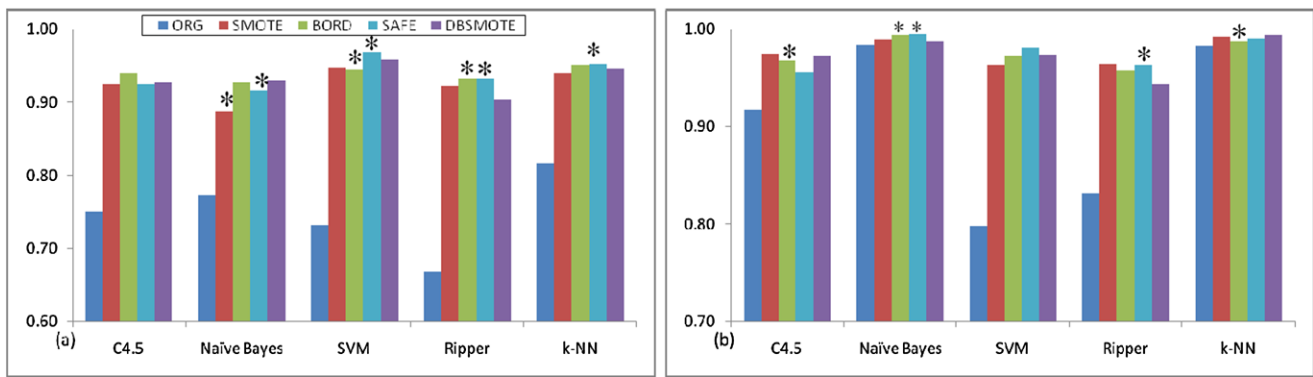 1.00
ORG SMOTE BORD SAFE DBSMOTE
* *
* *
* * * *
0.90
0.80
0.70
0.60
(a)
C4.5 Naïve Bayes SVM Ripper k-NN
1.00
* * * * * *
0.90
0.80
0.70
(b)
C4.5 Naïve Bayes SVM Ripper k-NN